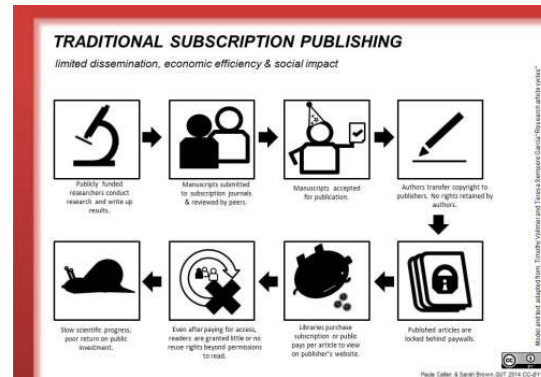 TRADITIONAL SUBSCRIPTION PUBLISHING
limited dissemination, economic efficiency & social impact
Publicly funded
researchers conduct
research and write up
results.
Manuscripts submitted
to subscription journals
& reviewed by peers.
Manuscripts accepted
for publication.
Authors transfer copyright to
publishers. No rights retained by
authors.
Slow scientific progress,
poor return on public
investment.
Even after paying for access,
readers are granted little or no
reuse rights beyond permissions
to read.
Libraries purchase
subscription or public
pays per article to view
on publisher's website.
Published articles are
locked behind paywalls.
Model and text adapted from: Timothy Vollmer and Teresa Sempere Garcia "Research article cycles"
cc
BY
Paula Callan & Sarah Brown QUT 2014 CC-BY